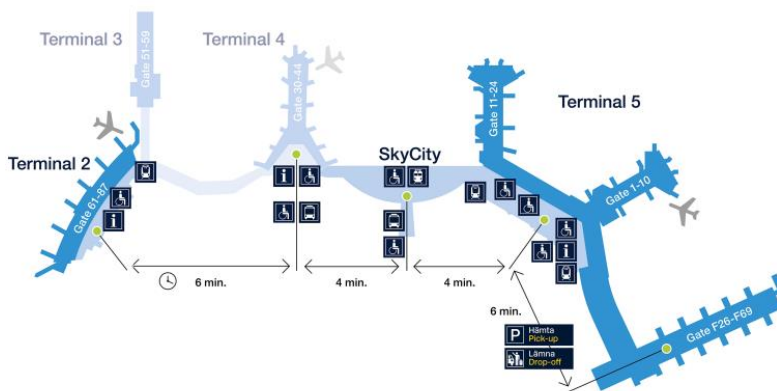 Terminal 3
Terminal 4
Gate 51-59
Gate 30-44
Gate 11-24
Terminal 5
Terminal 2
SkyCity
Gate 61-87
Gate 1-10
6 min.
4 min.
4 min.
6 min.
Gate F26-F69
P
Hämta
Pick-up
Lämna
Drop-off